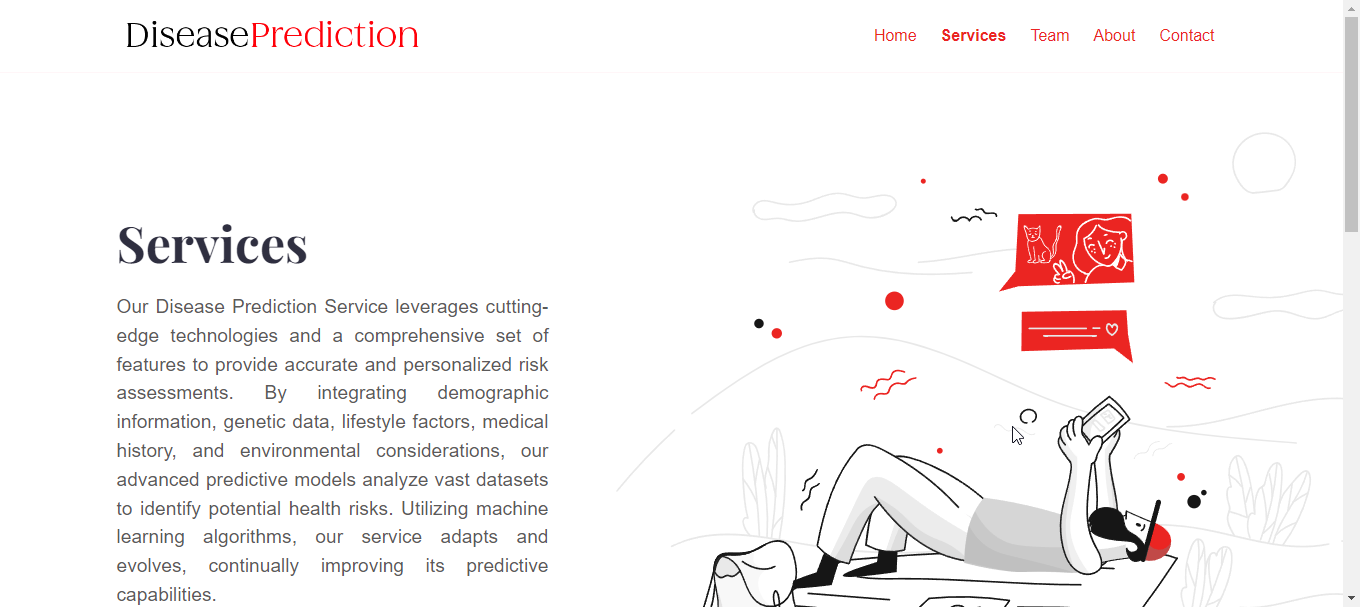 DiseasePrediction
Home Services Team About Contact
Services
Our Disease Prediction Service leverages cutting-
edge technologies and a comprehensive set of
features to provide accurate and personalized risk
assessments. By integrating demographic
information, genetic data, lifestyle factors, medical
history, and environmental considerations, our
advanced predictive models analyze vast datasets
to identify potential health risks. Utilizing machine
learning algorithms, our service adapts and
evolves, continually improving its predictive
capabilities.